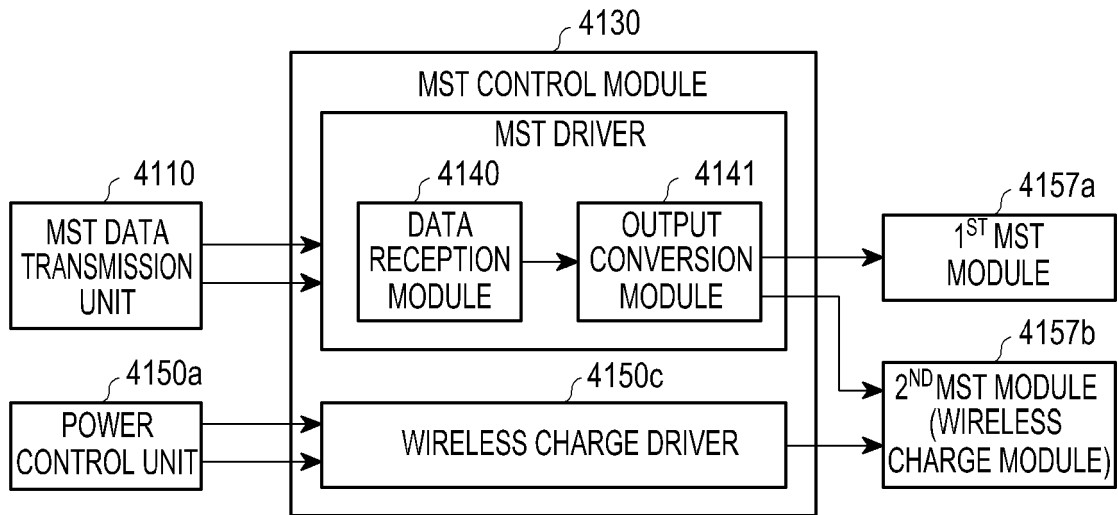 4130
MST CONTROL MODULE
MST DRIVER
4110
MST DATA
TRANSMISSION
UNIT
4140
DATA
RECEPTION
MODULE
4141
OUTPUT
CONVERSION
MODULE
4157a
1ST MST
MODULE
4150a
POWER
CONTROL UNIT
4150c
WIRELESS CHARGE DRIVER
4157b
2ND MST MODULE
(WIRELESS
CHARGE MODULE)